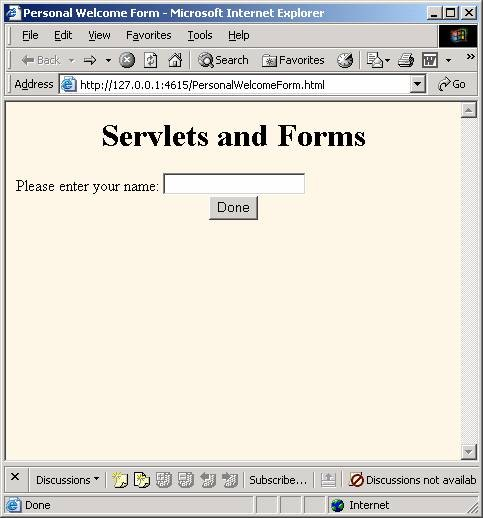 Personal Welcome Form - Microsoft Internet Explorer
File Edit View Favorites Tools Help
Back Search Favorites W »
Address http://127.0.0.1:4615/PersonalWelcomeForm.html Go
Servlets and Forms
Please enter your name:
Done
Discussions Subscribe... Discussions not availab
Done Internet